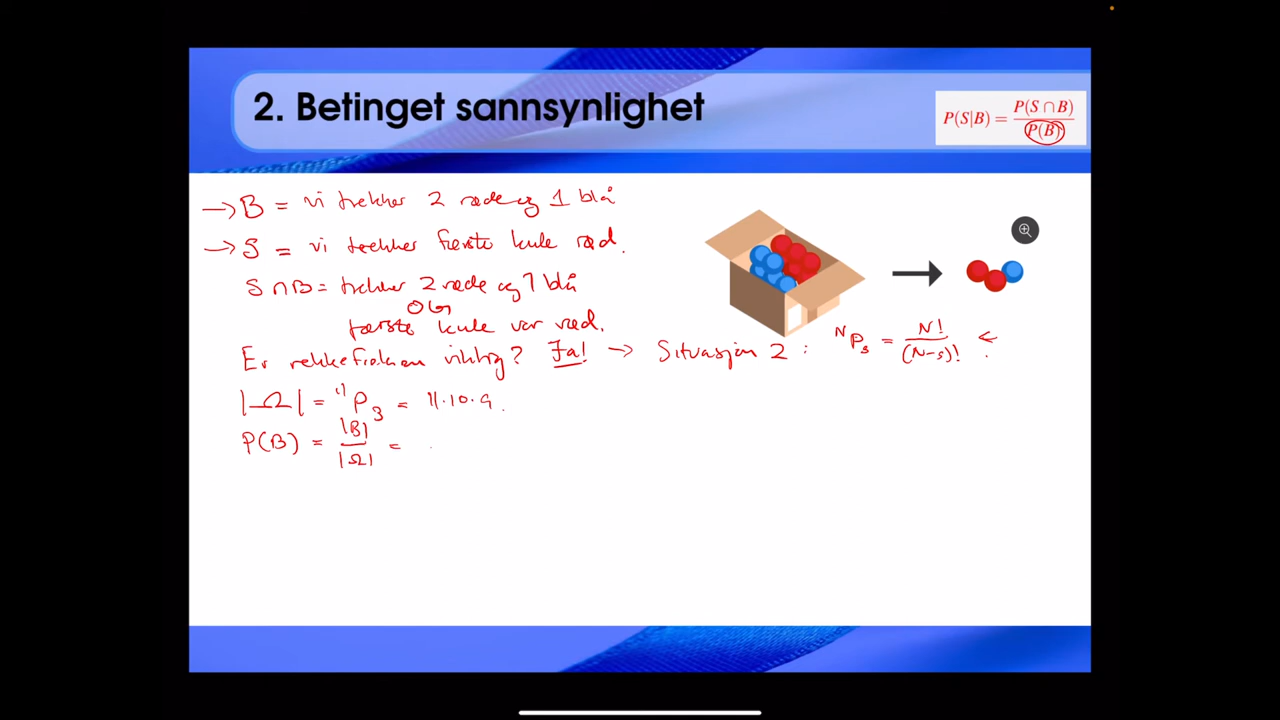 2. Betinget sannsynlighet
P(S|B) = P(S ∩ B) / P(B)
→ B = vi trekker 2 røde og 1 blå
→ S = vi trekker første kule rød.
S ∩ B = trekker 2 røde og 1 blå
OG
første kule var rød.
Er rekkefølgen viktig? Ja! → Situasjon 2 : ᴺPₛ = N! / (N-s)! ←
|Ω| = ¹¹P₃ = 11·10·9
P(B) = |B| / |Ω| =